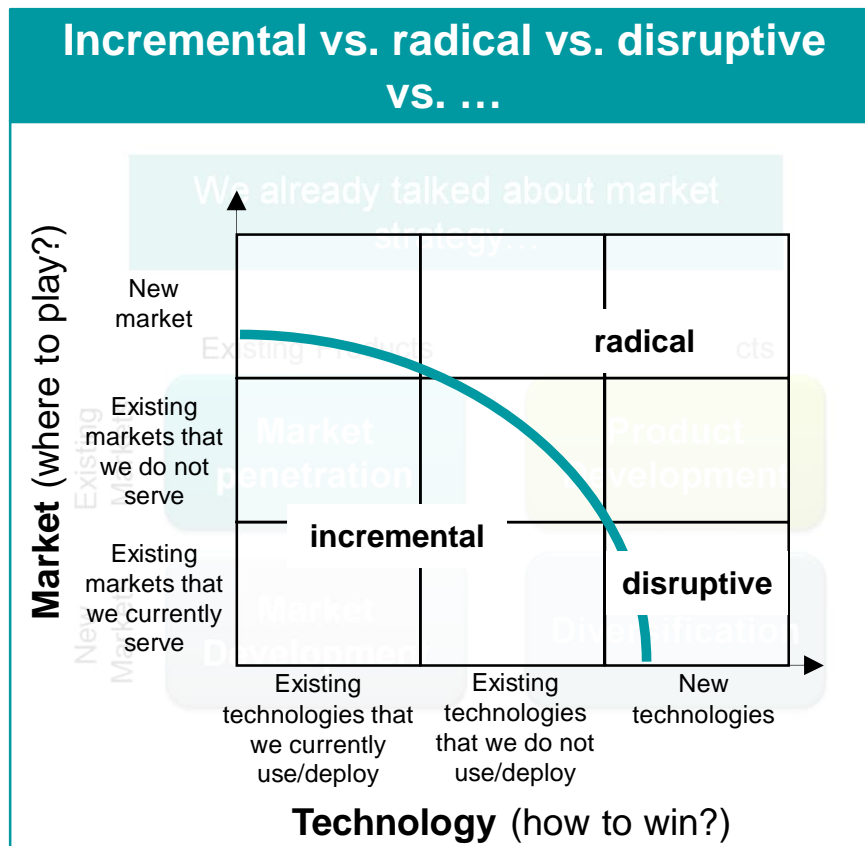 Incremental vs. radical vs. disruptive
vs. …
We already talked about market
strategy…
Market (where to play?)
New
market
Existing
markets that
we do not
serve
Existing
markets that
we currently
serve
radical
incremental
disruptive
Existing Products
cts
Existing
Market
New
Market
Market
penetration
Product
Development
Market
Development
Diversification
Existing
technologies that
we currently
use/deploy
Existing
technologies
that we do not
use/deploy
New
technologies
Technology (how to win?)